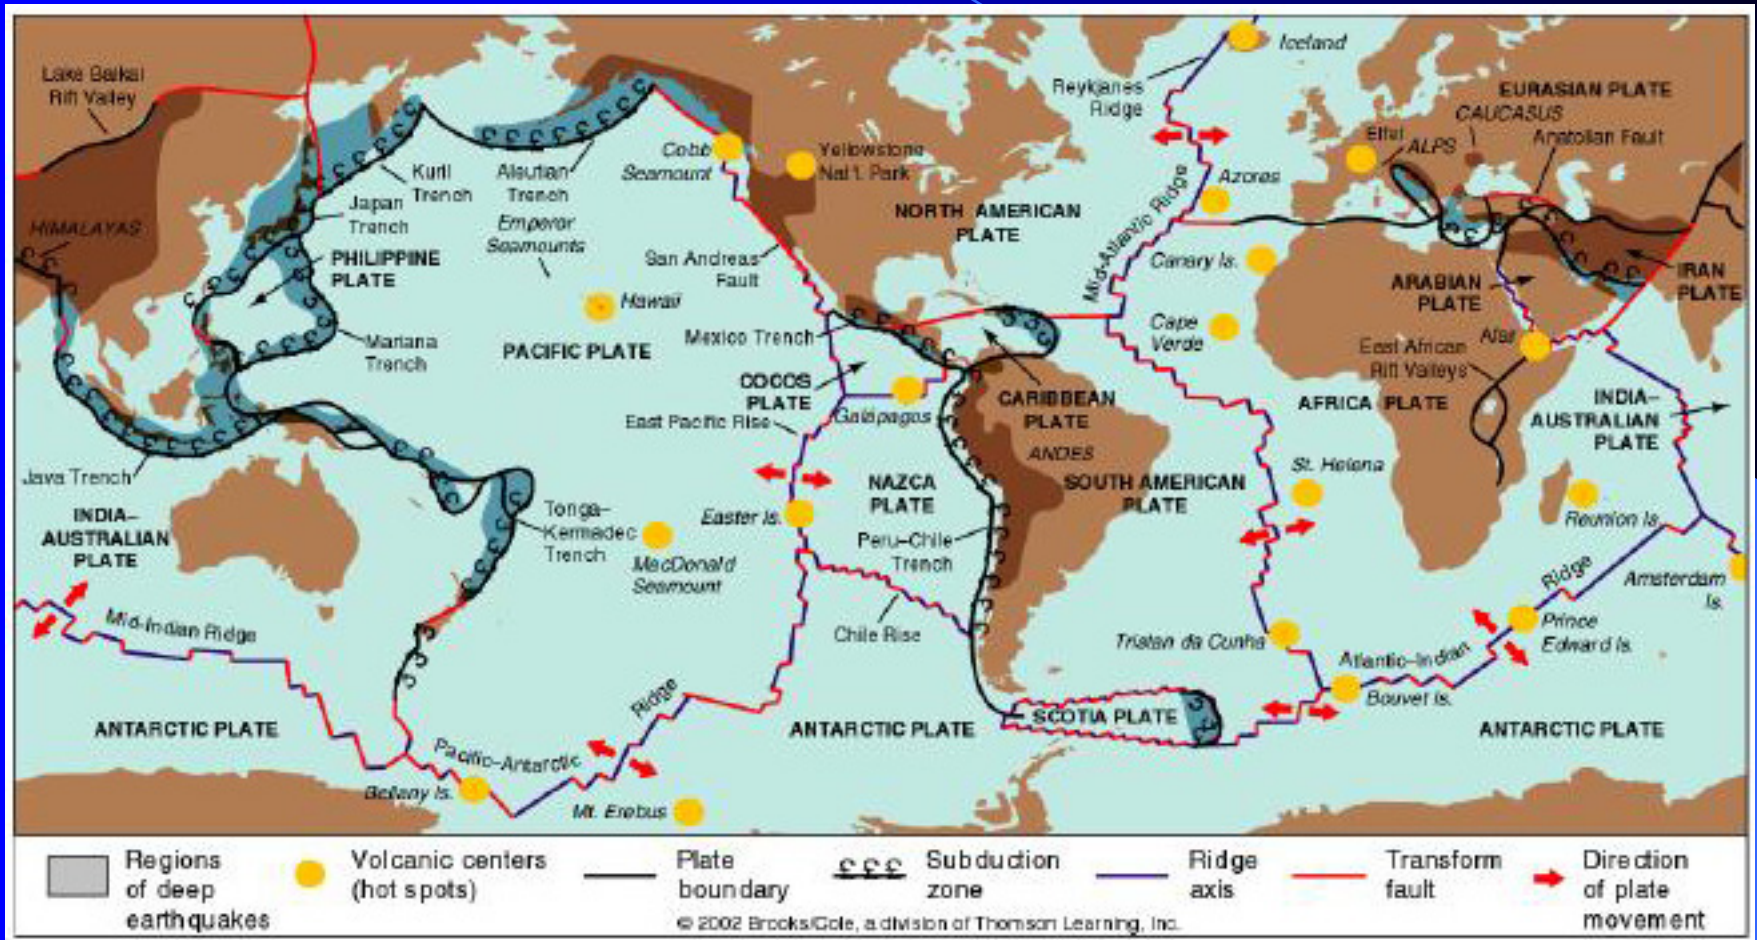 Lake Baikal
Rift Valley
HIMALAYAS
Kuril
Trench
Japan
Trench
PHILIPPINE
PLATE
Mariana
Trench
Aleutian
Trench
Emperor
Seamounts
Hawaii
PACIFIC PLATE
Cobb
Seamount
Yellowstone
Nat'l. Park
San Andreas
Fault
NORTH AMERICAN
PLATE
Mexico Trench
COCOS
PLATE
East Pacific Rise
Galápagos
CARIBBEAN
PLATE
ANDES
Reykjanes
Ridge
Iceland
Mid-Atlantic Ridge
Azores
Canary Is.
Cape
Verde
EURASIAN PLATE
CAUCASUS
Eifel
ALPS
Anatolian Fault
ARABIAN
PLATE
IRAN
PLATE
Afar
East African
Rift Valleys
AFRICA PLATE
INDIA–
AUSTRALIAN
PLATE
Java Trench
INDIA–
AUSTRALIAN
PLATE
Tonga–
Kermadec
Trench
MacDonald
Seamount
Easter Is.
NAZCA
PLATE
Peru–Chile
Trench
SOUTH AMERICAN
PLATE
St. Helena
Reunion Is.
Amsterdam
Is.
Mid-Indian Ridge
Chile Rise
Tristan da Cunha
Atlantic–Indian
Ridge
Prince
Edward Is.
Bouvet Is.
SCOTIA PLATE
ANTARCTIC PLATE
Pacific–Antarctic
Ridge
ANTARCTIC PLATE
ANTARCTIC PLATE
Bellany Is.
Mt. Erebus
Regions
of deep
earthquakes
Volcanic centers
(hot spots)
Plate
boundary
Subduction
zone
Ridge
axis
Transform
fault
Direction
of plate
movement
© 2002 Brooks/Cole, a division of Thomson Learning, Inc.